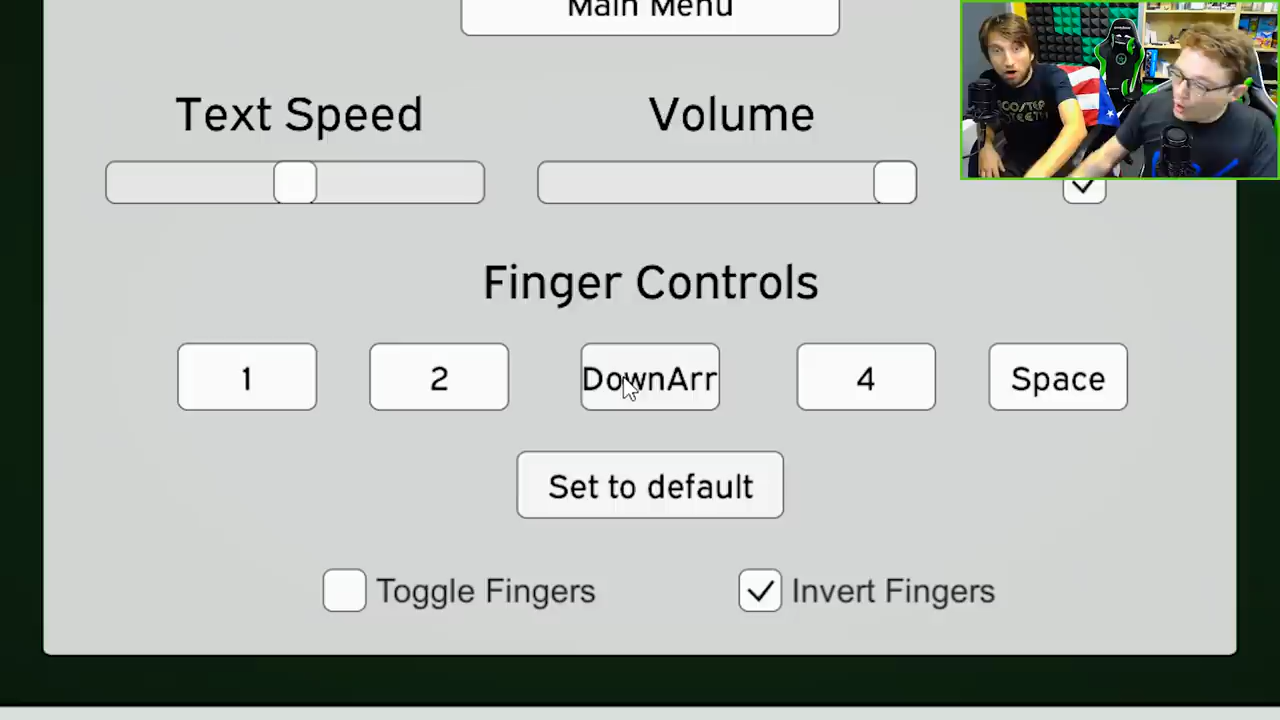 Main Menu
Text Speed
Volume
Finger Controls
1
2
DownArr
4
Space
Set to default
Toggle Fingers
Invert Fingers